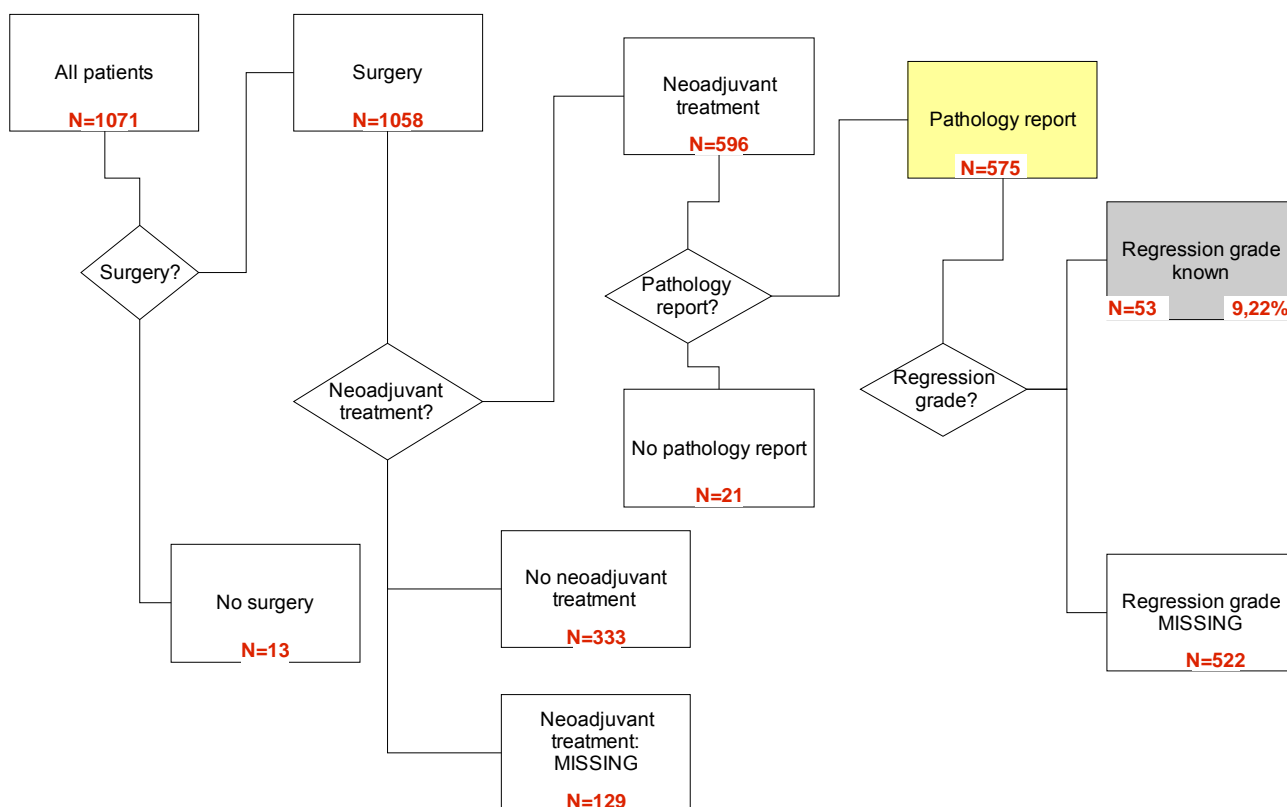 All patients
N=1071
Surgery
N=1058
Neoadjuvant
treatment
N=596
Pathology report
N=575
Surgery?
Pathology
report?
Regression grade
known
N=53 9,22%
Neoadjuvant
treatment?
Regression
grade?
No pathology report
N=21
No surgery
N=13
No neoadjuvant
treatment
N=333
Regression grade
MISSING
N=522
Neoadjuvant
treatment:
MISSING
N=129